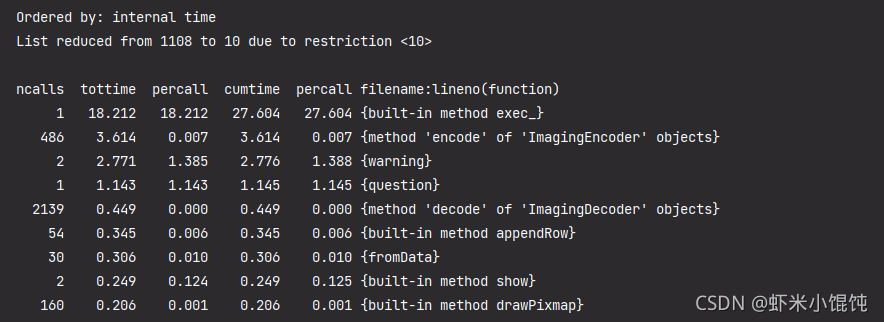 Ordered by: internal time
List reduced from 1108 to 10 due to restriction <10>
ncalls tottime percall cumtime percall filename:lineno(function)
1 18.212 18.212 27.604 27.604 {built-in method exec_}
486 3.614 0.007 3.614 0.007 {method 'encode' of 'ImagingEncoder' objects}
2 2.771 1.385 2.776 1.388 {warning}
1 1.143 1.143 1.145 1.145 {question}
2139 0.449 0.000 0.449 0.000 {method 'decode' of 'ImagingDecoder' objects}
54 0.345 0.006 0.345 0.006 {built-in method appendRow}
30 0.306 0.010 0.306 0.010 {fromData}
2 0.249 0.124 0.249 0.125 {built-in method show}
160 0.206 0.001 0.206 0.001 {built-in method drawPixmap}
CSDN @虾米小馄饨